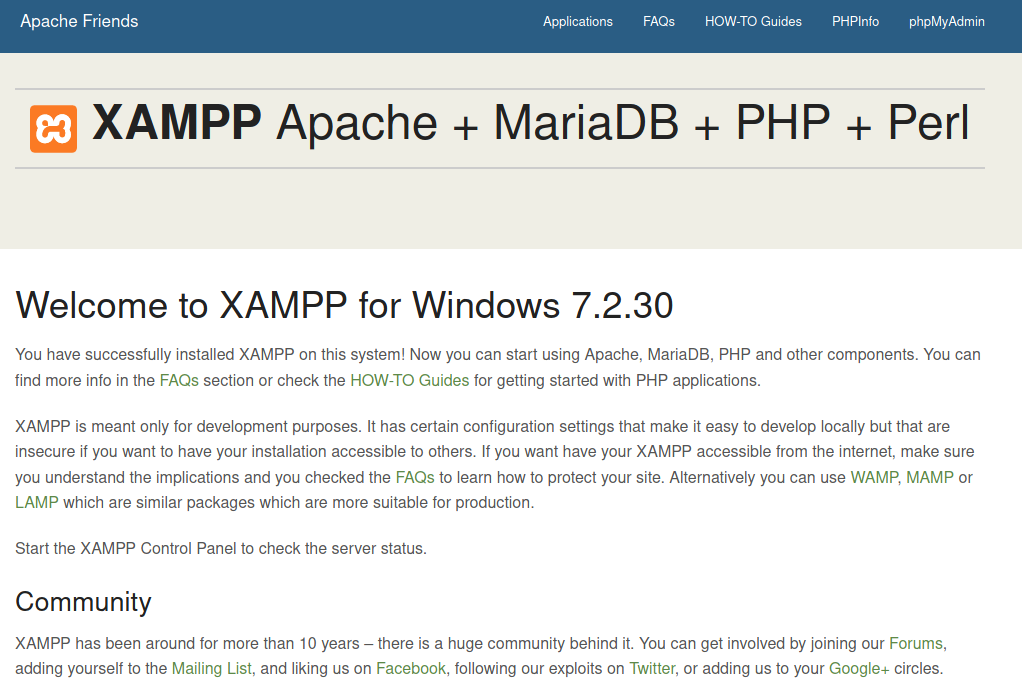 Apache Friends
Applications FAQs HOW-TO Guides PHPInfo phpMyAdmin
XAMPP Apache + MariaDB + PHP + Perl
Welcome to XAMPP for Windows 7.2.30
You have successfully installed XAMPP on this system! Now you can start using Apache, MariaDB, PHP and other components. You can
find more info in the FAQs section or check the HOW-TO Guides for getting started with PHP applications.
XAMPP is meant only for development purposes. It has certain configuration settings that make it easy to develop locally but that are
insecure if you want to have your installation accessible to others. If you want have your XAMPP accessible from the internet, make sure
you understand the implications and you checked the FAQs to learn how to protect your site. Alternatively you can use WAMP, MAMP or
LAMP which are similar packages which are more suitable for production.
Start the XAMPP Control Panel to check the server status.
Community
XAMPP has been around for more than 10 years – there is a huge community behind it. You can get involved by joining our Forums,
adding yourself to the Mailing List, and liking us on Facebook, following our exploits on Twitter, or adding us to your Google+ circles.